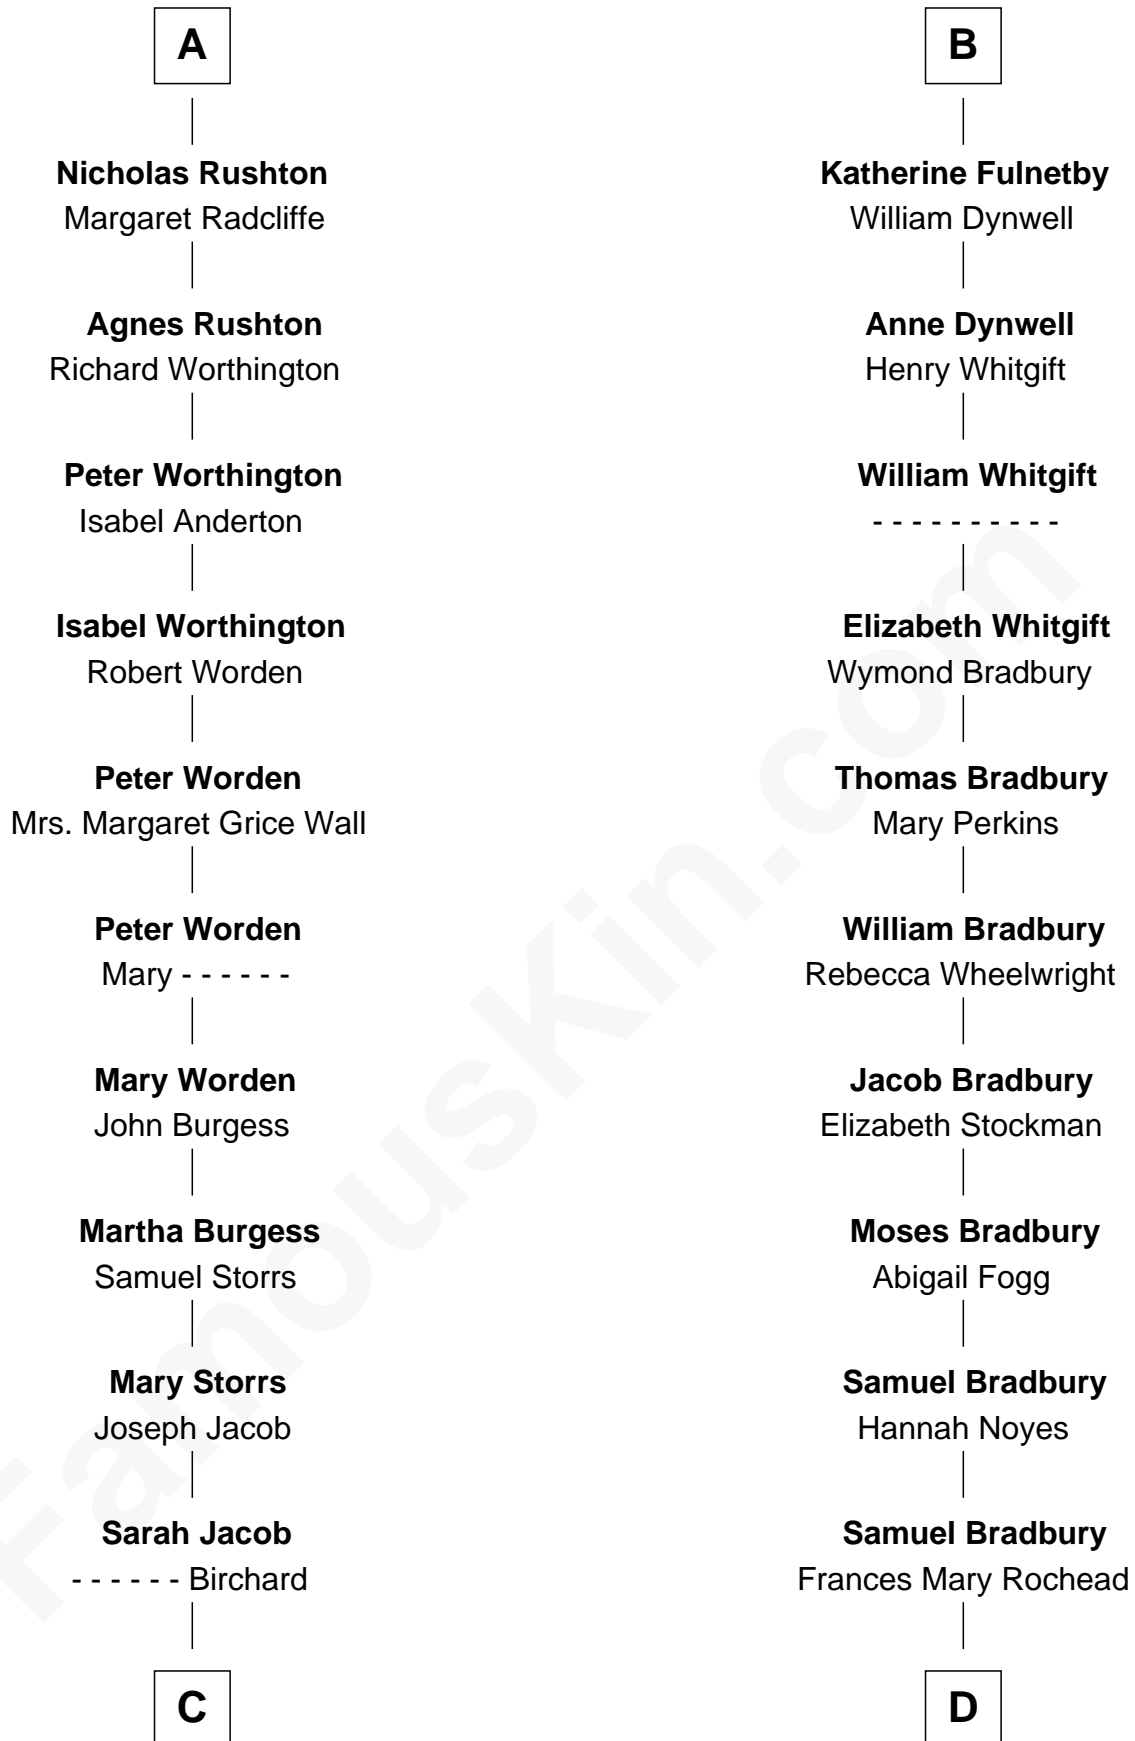 A
Nicholas Rushton
Margaret Radcliffe
Agnes Rushton
Richard Worthington
Peter Worthington
Isabel Anderton
Isabel Worthington
Robert Worden
Peter Worden
Mrs. Margaret Grice Wall
Peter Worden
Mary - - - - - -
Mary Worden
John Burgess
Martha Burgess
Samuel Storrs
Mary Storrs
Joseph Jacob
Sarah Jacob
- - - - - - Birchard
C
B
Katherine Fulnetby
William Dynwell
Anne Dynwell
Henry Whitgift
William Whitgift
- - - - - - - - - -
Elizabeth Whitgift
Wymond Bradbury
Thomas Bradbury
Mary Perkins
William Bradbury
Rebecca Wheelwright
Jacob Bradbury
Elizabeth Stockman
Moses Bradbury
Abigail Fogg
Samuel Bradbury
Hannah Noyes
Samuel Bradbury
Frances Mary Rochead
D
FamousKin.com